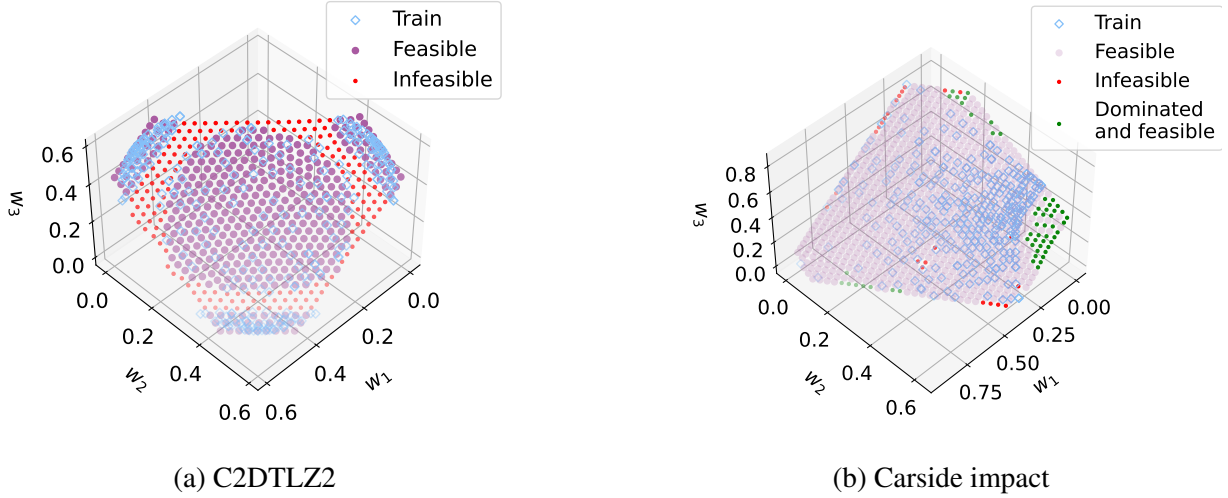 Train
Feasible
Infeasible
0.6
0.4
0.2
0.0
w3
0.0
0.2
0.4
0.6
w2
0.0
0.2
0.4
0.6
w1
(a) C2DTLZ2
Train
Feasible
Infeasible
Dominated
and feasible
0.8
0.6
0.4
0.2
0.0
w3
0.0
0.2
0.4
0.6
w2
0.00
0.25
0.50
0.75
w1
(b) Carside impact